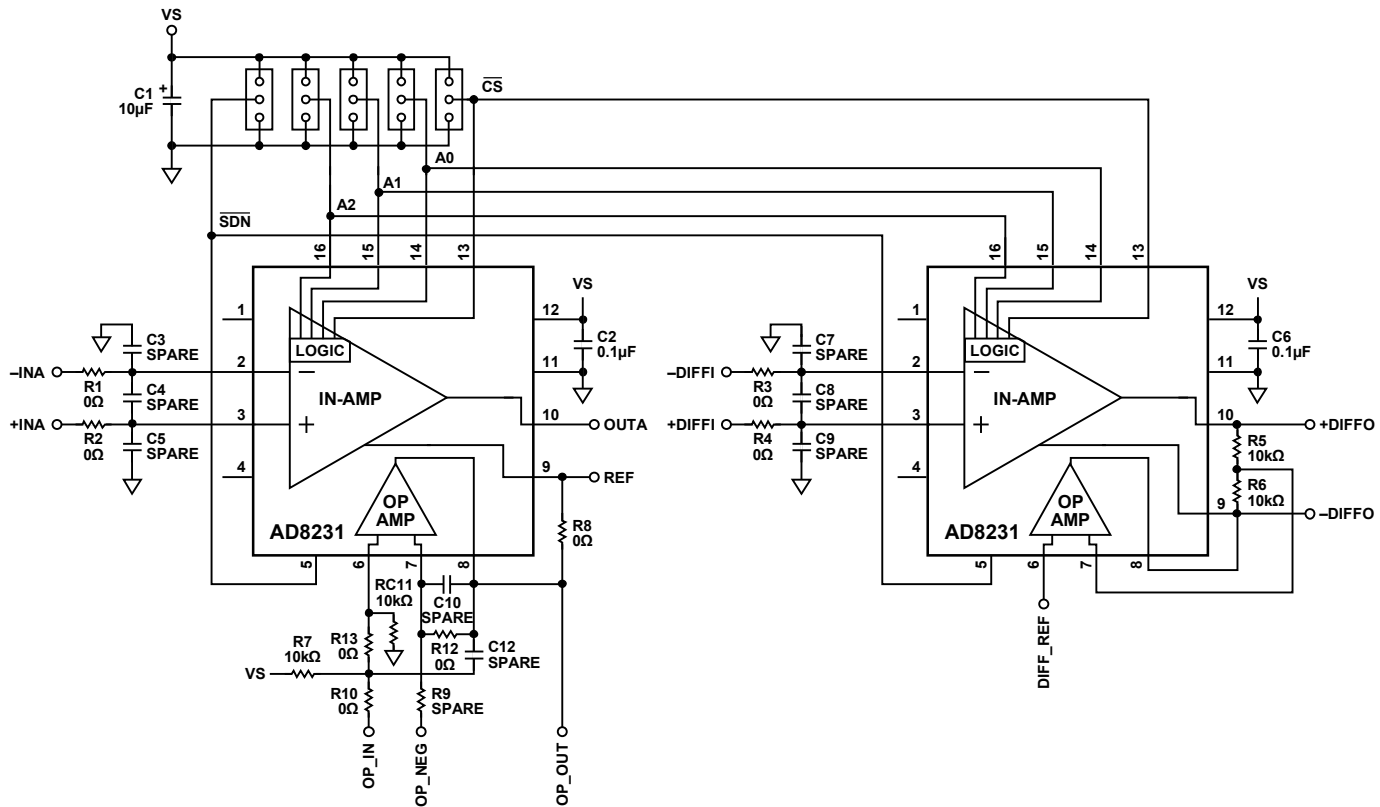 VS
C1
10µF
+
CS
A0
A1
A2
SDN
16
15
14
13
16
15
14
13
1
LOGIC
12
VS
C2
0.1µF
11
C3
SPARE
–INA
R1
0Ω
2
–
C4
SPARE
IN-AMP
+INA
R2
0Ω
3
+
C5
SPARE
10
OUTA
4
9
REF
OP
AMP
AD8231
R8
0Ω
5
6
7
8
RC11
10kΩ
C10
SPARE
R13
0Ω
R12
0Ω
C12
SPARE
R7
10kΩ
VS
R10
0Ω
R9
SPARE
OP_IN
OP_NEG
OP_OUT
1
LOGIC
12
VS
C6
0.1µF
11
C7
SPARE
–DIFFI
R3
0Ω
2
–
C8
SPARE
IN-AMP
+DIFFI
R4
0Ω
3
+
C9
SPARE
10
+DIFFO
R5
10kΩ
4
R6
10kΩ
9
–DIFFO
OP
AMP
AD8231
5
6
7
8
DIFF_REF